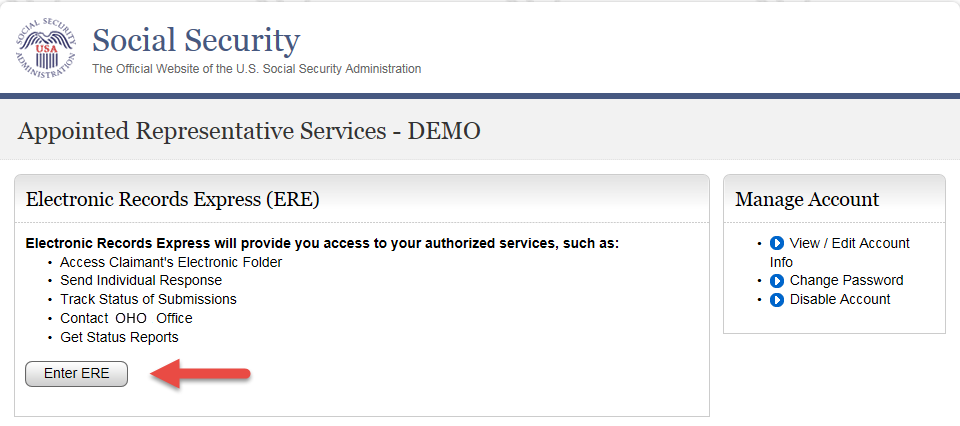 SOCIAL SECURITY
USA
ADMINISTRATION
Social Security
The Official Website of the U.S. Social Security Administration
Appointed Representative Services - DEMO
Electronic Records Express (ERE)
Electronic Records Express will provide you access to your authorized services, such as:
• Access Claimant's Electronic Folder
• Send Individual Response
• Track Status of Submissions
• Contact OHO Office
• Get Status Reports
Enter ERE
Manage Account
• View / Edit Account
Info
• Change Password
• Disable Account